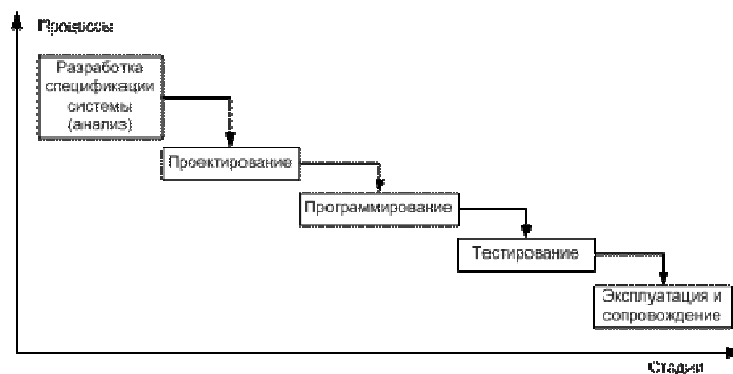 Процессы
Разработка
спецификации
системы
(анализ)
Проектирование
Программирование
Тестирование
Эксплуатация и
сопровождение
Стадии